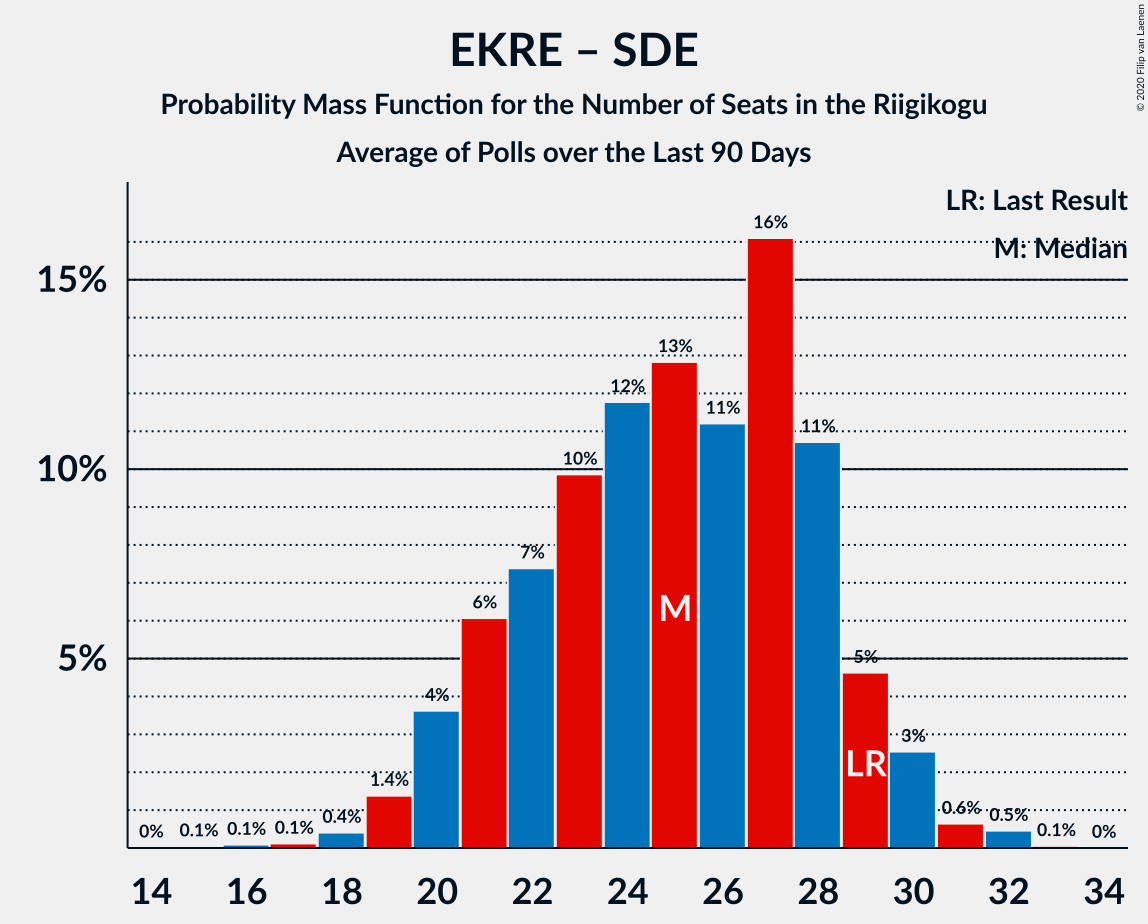 EKRE – SDE
Probability Mass Function for the Number of Seats in the Riigikogu
Average of Polls over the Last 90 Days
© 2020 Filip van Laenen
LR: Last Result
M: Median
15%
10%
5%
0%
0.1%
0.1%
0.1%
0.4%
1.4%
4%
6%
7%
10%
12%
13%
11%
16%
11%
5%
3%
0.6%
0.5%
0.1%
0%
M
LR
14 16 18 20 22 24 26 28 30 32 34